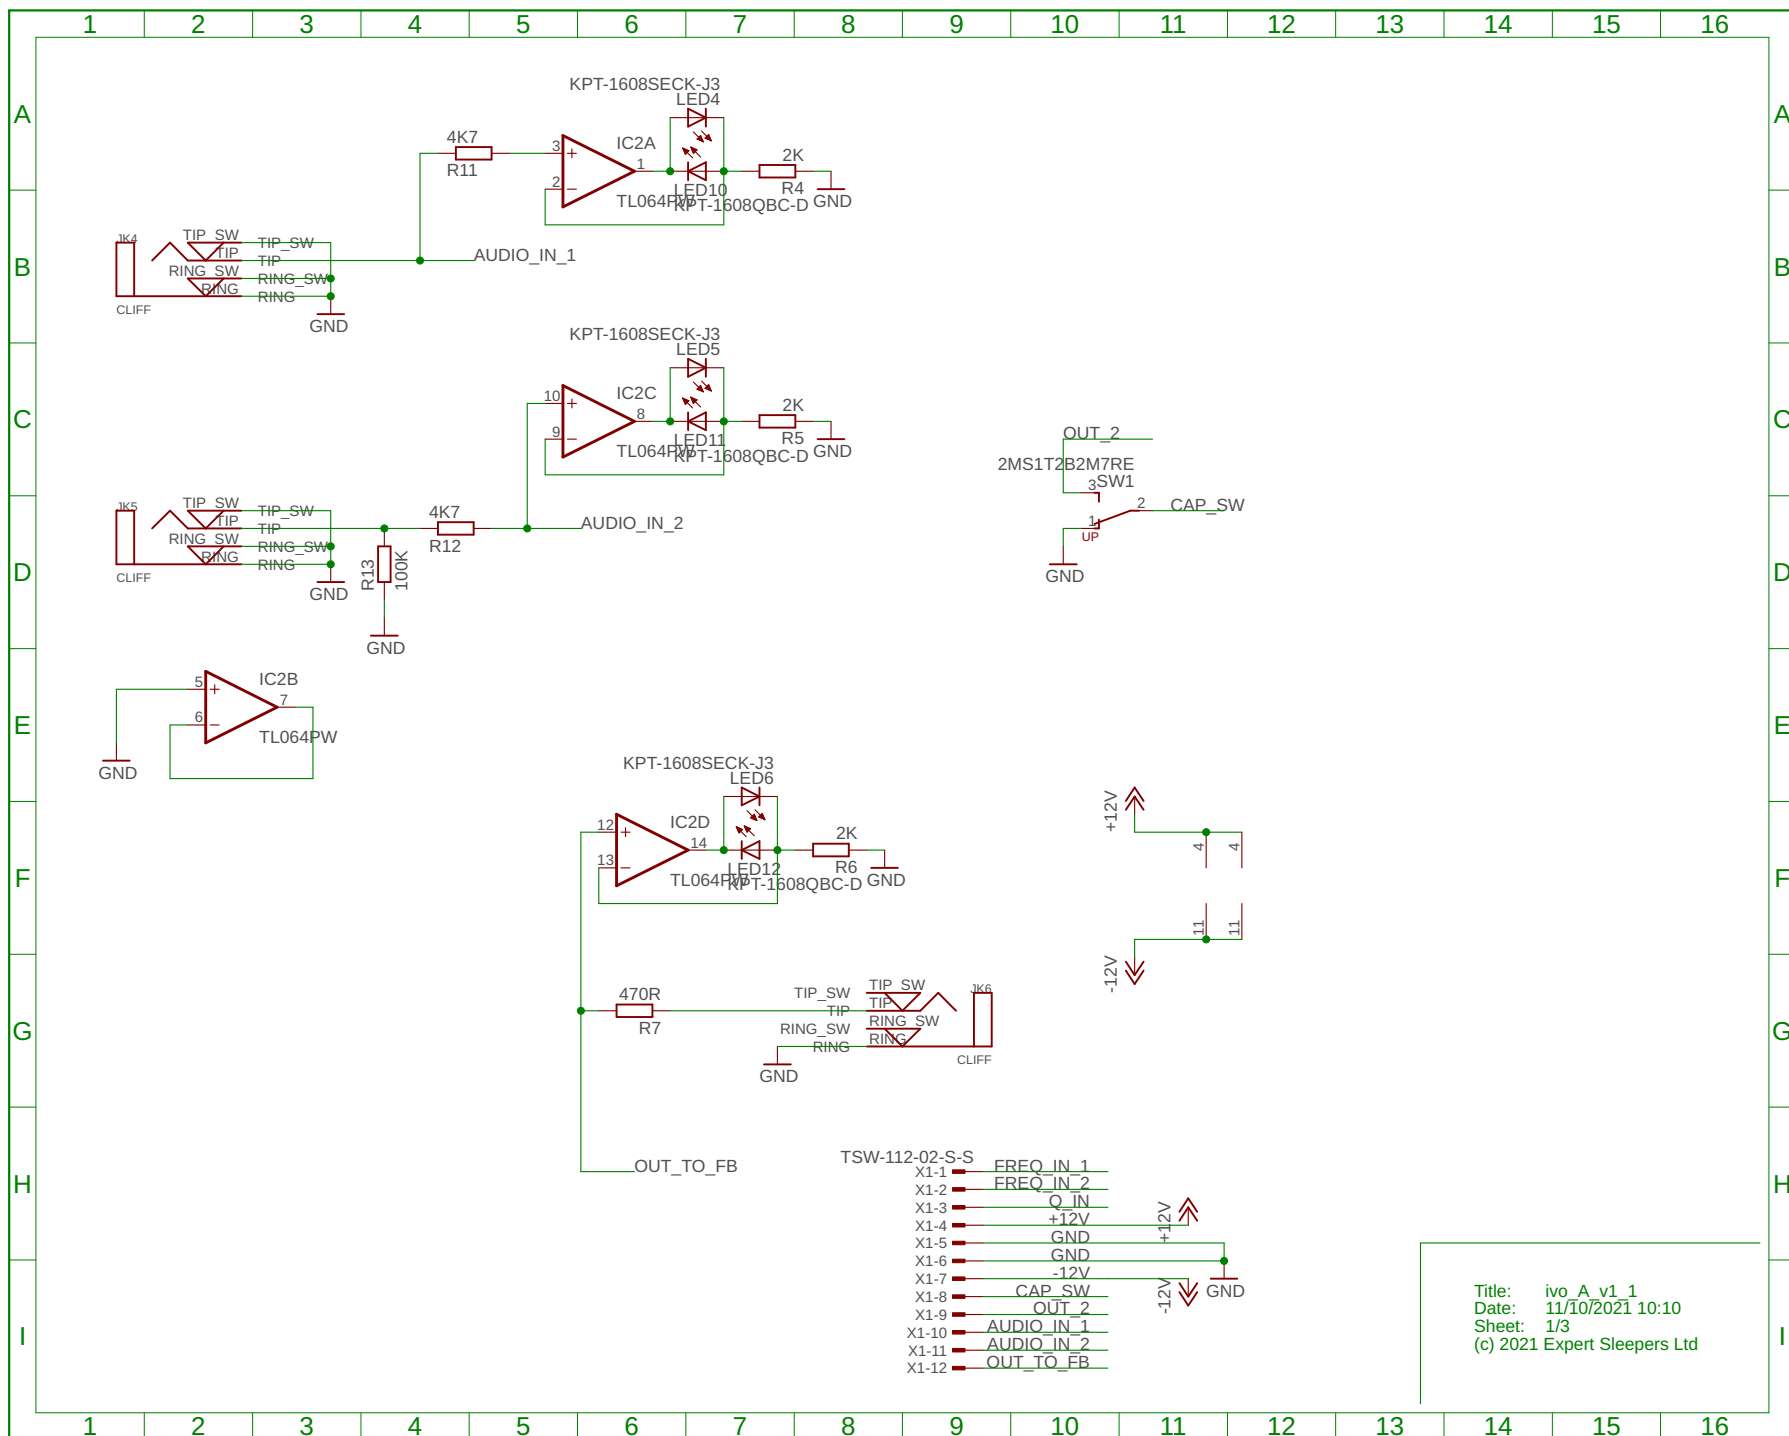 1 2 3 4 5 6 7 8 9 10 11 12 13 14 15 16
A A
KPT-1608SECK-J3
LED4
4K7
R11
3
2
1
IC2A
TL064PW
LED10
KPT-1608QBC-D
2K
R4
GND
B B
JK4
TIP_SW TIP_SW
TIP TIP
RING_SW RING_SW
RING RING
CLIFF
GND
AUDIO_IN_1
KPT-1608SECK-J3
LED5
C C
10
9
8
IC2C
TL064PW
LED11
KPT-1608QBC-D
2K
R5
GND
OUT_2
2MS1T2B2M7RE
SW1
3
2
1
UP
CAP_SW
GND
D D
JK5
TIP_SW TIP_SW
TIP TIP
RING_SW RING_SW
RING RING
CLIFF
GND
4K7
R12
AUDIO_IN_2
R13
100K
GND
E E
5
6
7
IC2B
TL064PW
GND
KPT-1608SECK-J3
LED6
F F
12
13
14
IC2D
TL064PW
LED12
KPT-1608QBC-D
2K
R6
GND
+12V
4 4
11 11
-12V
G G
470R
R7
TIP_SW TIP_SW
TIP TIP
RING_SW RING_SW
RING RING
JK6
CLIFF
GND
H H
OUT_TO_FB
TSW-112-02-S-S
X1-1 FREQ_IN_1
X1-2 FREQ_IN_2
X1-3 Q_IN
X1-4 +12V
X1-5 GND
X1-6 GND
X1-7 -12V
X1-8 CAP_SW
X1-9 OUT_2
X1-10 AUDIO_IN_1
X1-11 AUDIO_IN_2
X1-12 OUT_TO_FB
+12V
-12V
GND
I I
Title: ivo_A_v1_1
Date: 11/10/2021 10:10
Sheet: 1/3
(c) 2021 Expert Sleepers Ltd
1 2 3 4 5 6 7 8 9 10 11 12 13 14 15 16